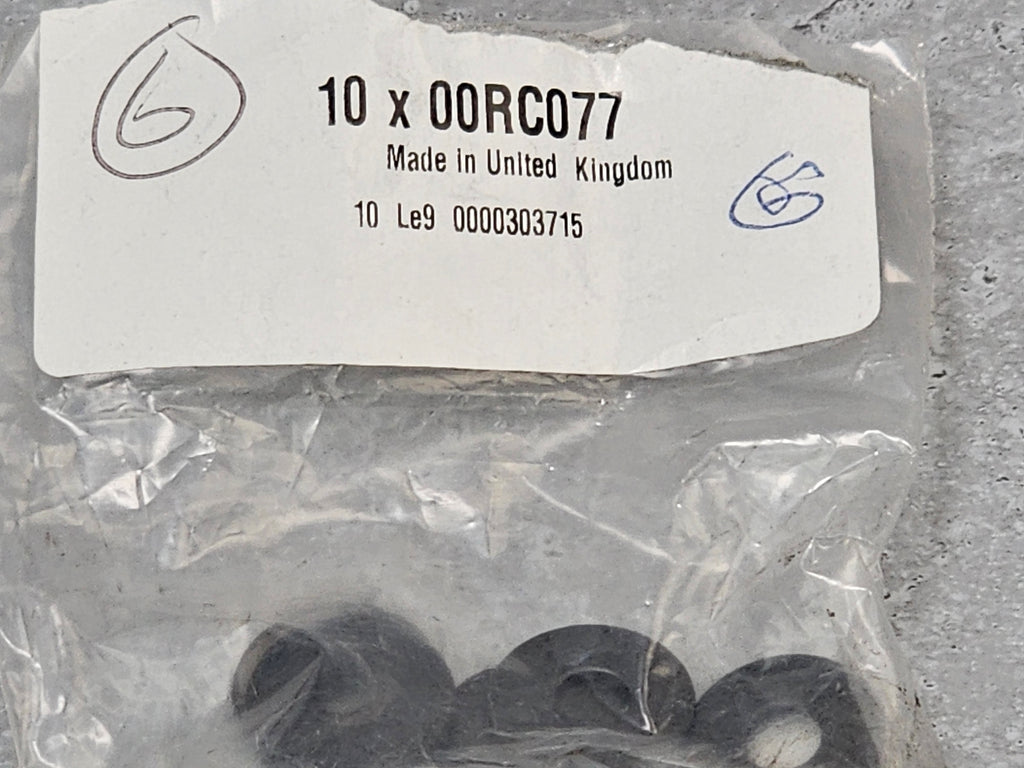 6
10 x 00RC077
Made in United Kingdom
6
10 Le9 0000303715